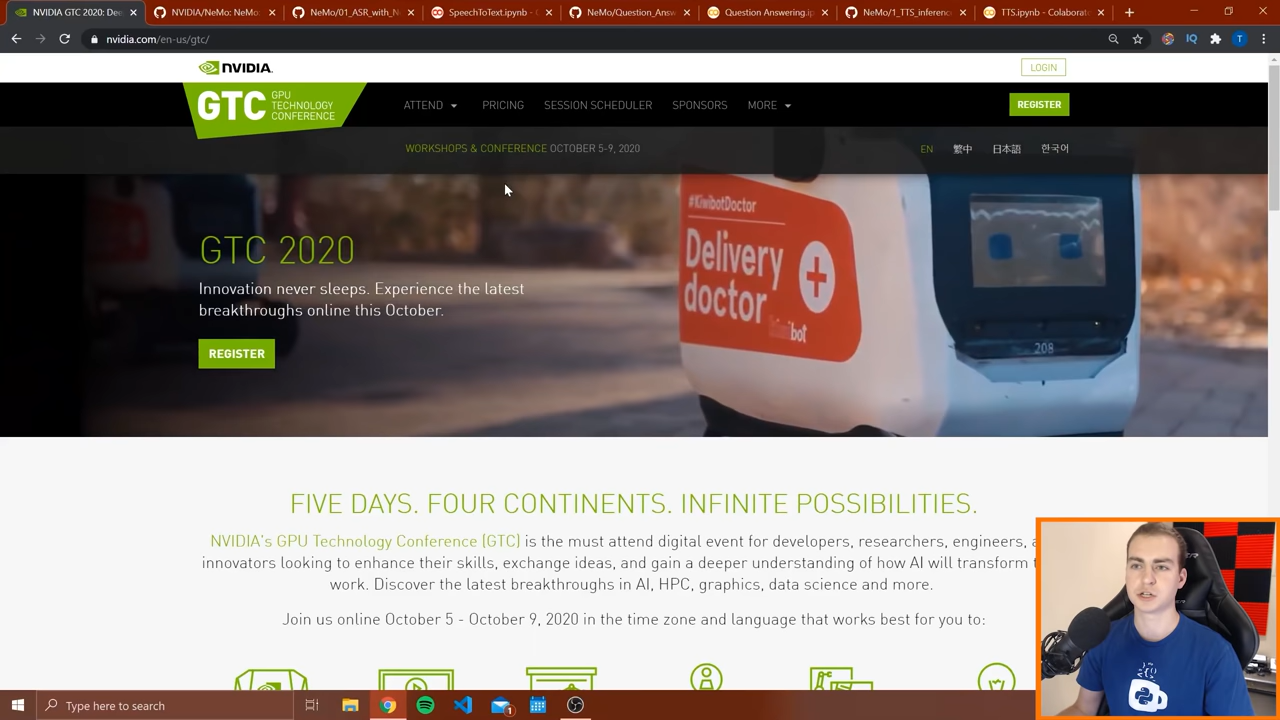 NVIDIA GTC 2020: Dee
NVIDIA/NeMo: NeMo:
NeMo/01_ASR_with_N
SpeechToText.ipynb - C
NeMo/Question_Answ
Question Answering.ip
NeMo/1_TTS_inferenc
TTS.ipynb - Colaborato
nvidia.com/en-us/gtc/
IQ
T
NVIDIA.
LOGIN
GTC
GPU
TECHNOLOGY
CONFERENCE
ATTEND
PRICING
SESSION SCHEDULER
SPONSORS
MORE
REGISTER
WORKSHOPS & CONFERENCE OCTOBER 5-9, 2020
EN
繁中
日本語
한국어
#KiwibotDoctor
Delivery
doctor
208
GTC 2020
Innovation never sleeps. Experience the latest
breakthroughs online this October.
REGISTER
FIVE DAYS. FOUR CONTINENTS. INFINITE POSSIBILITIES.
NVIDIA's GPU Technology Conference (GTC) is the must attend digital event for developers, researchers, engineers,
innovators looking to enhance their skills, exchange ideas, and gain a deeper understanding of how AI will transform
work. Discover the latest breakthroughs in AI, HPC, graphics, data science and more.
Join us online October 5 - October 9, 2020 in the time zone and language that works best for you to:
Type here to search
1